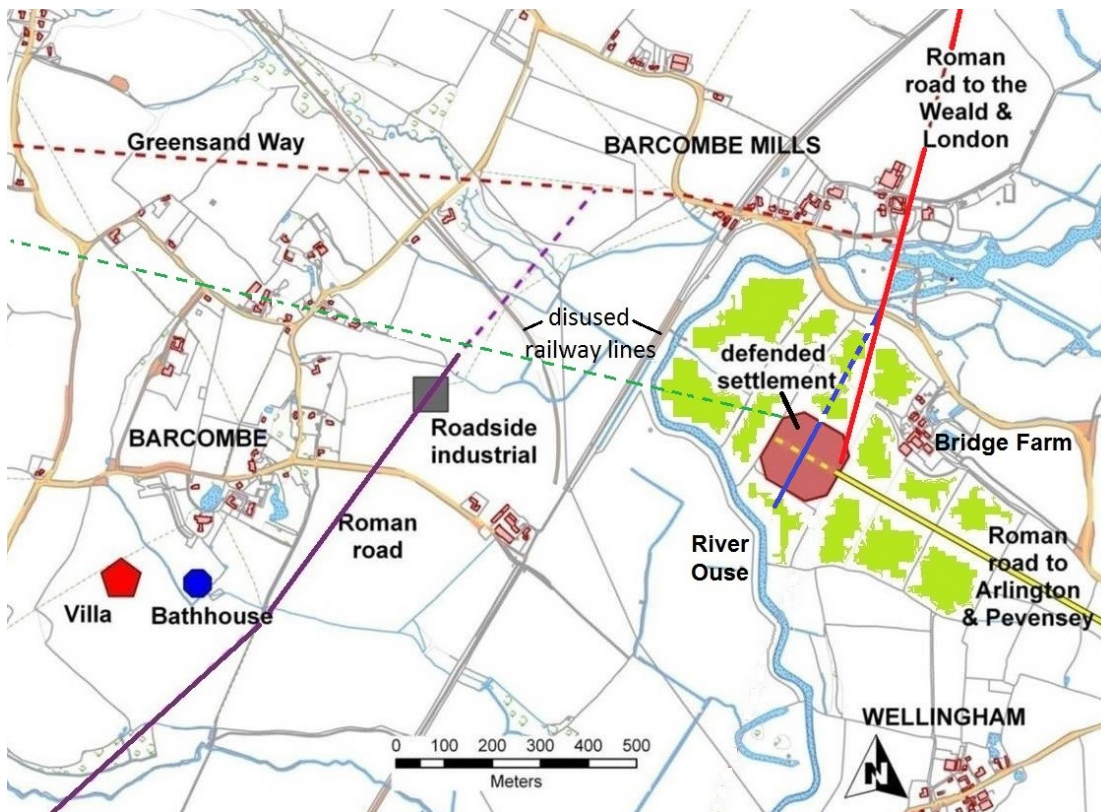 Roman
road to the
Weald &
London
Greensand Way
BARCOMBE MILLS
disused
railway lines
defended
settlement
BARCOMBE
Roadside
industrial
Bridge Farm
Roman
road
River
Ouse
Roman
road to
Arlington
& Pevensey
Villa
Bathhouse
WELLINGHAM
0 100 200 300 400 500
Meters
N